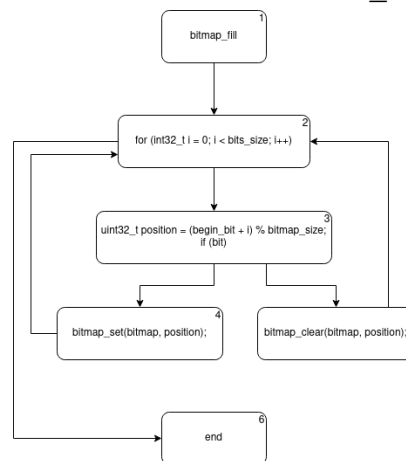 1
bitmap_fill
2
for (int32_t i = 0; i < bits_size; i++)
3
uint32_t position = (begin_bit + i) % bitmap_size;
if (bit)
4
bitmap_set(bitmap, position);
bitmap_clear(bitmap, position);
6
end